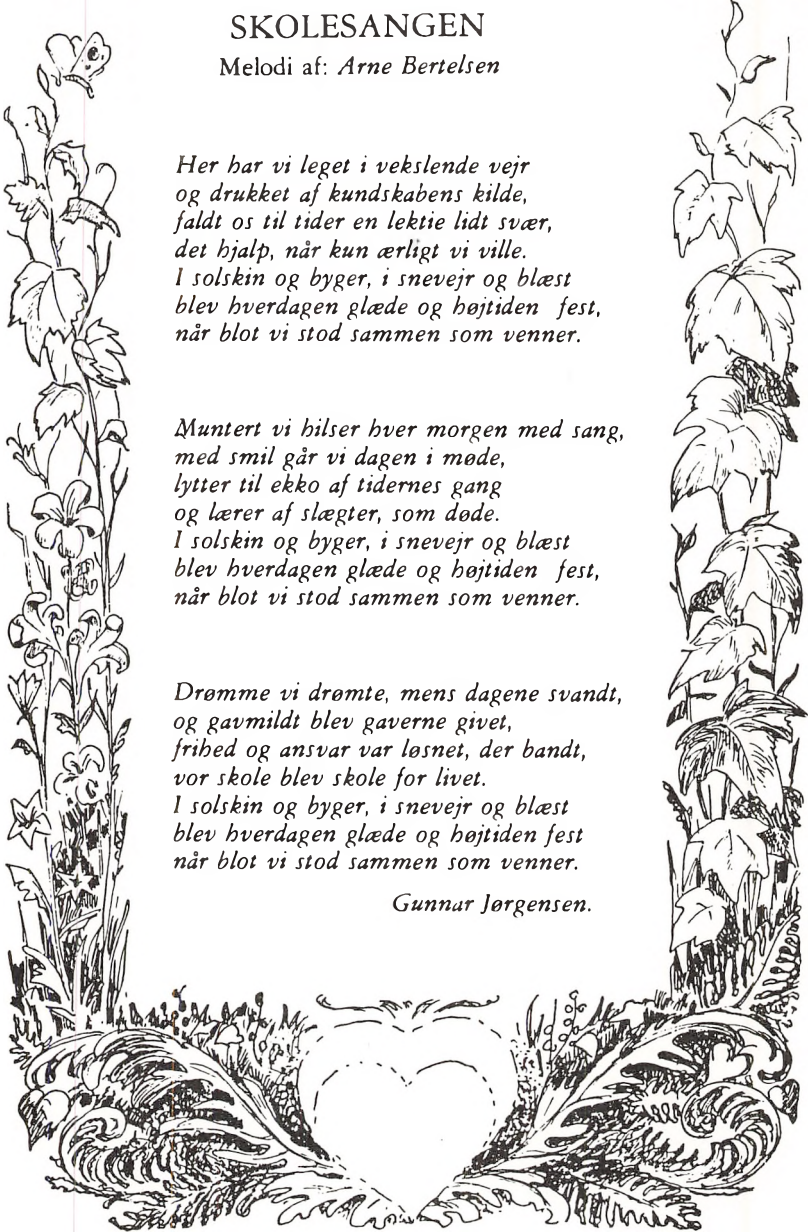 SKOLESANGEN
Melodi af: Arne Bertelsen
Her har vi leget i vekslende vejr
og drukket af kundskabens kilde,
faldt os til tider en lektie lidt svær,
det hjalp, når kun ærligt vi ville.
I solskin og byger, i snevejr og blæst
blev hverdagen glæde og højtiden fest,
når blot vi stod sammen som venner.
Muntert vi hilser hver morgen med sang,
med smil går vi dagen i møde,
lytter til ekko af tidernes gang
og lærer af slægter, som døde.
I solskin og byger, i snevejr og blæst
blev hverdagen glæde og højtiden fest,
når blot vi stod sammen som venner.
Drømme vi drømte, mens dagene svandt,
og gavmildt blev gaverne givet,
frihed og ansvar var løsnet, der bandt,
vor skole blev skole for livet.
I solskin og byger, i snevejr og blæst
blev hverdagen glæde og højtiden fest
når blot vi stod sammen som venner.
Gunnar Jørgensen.